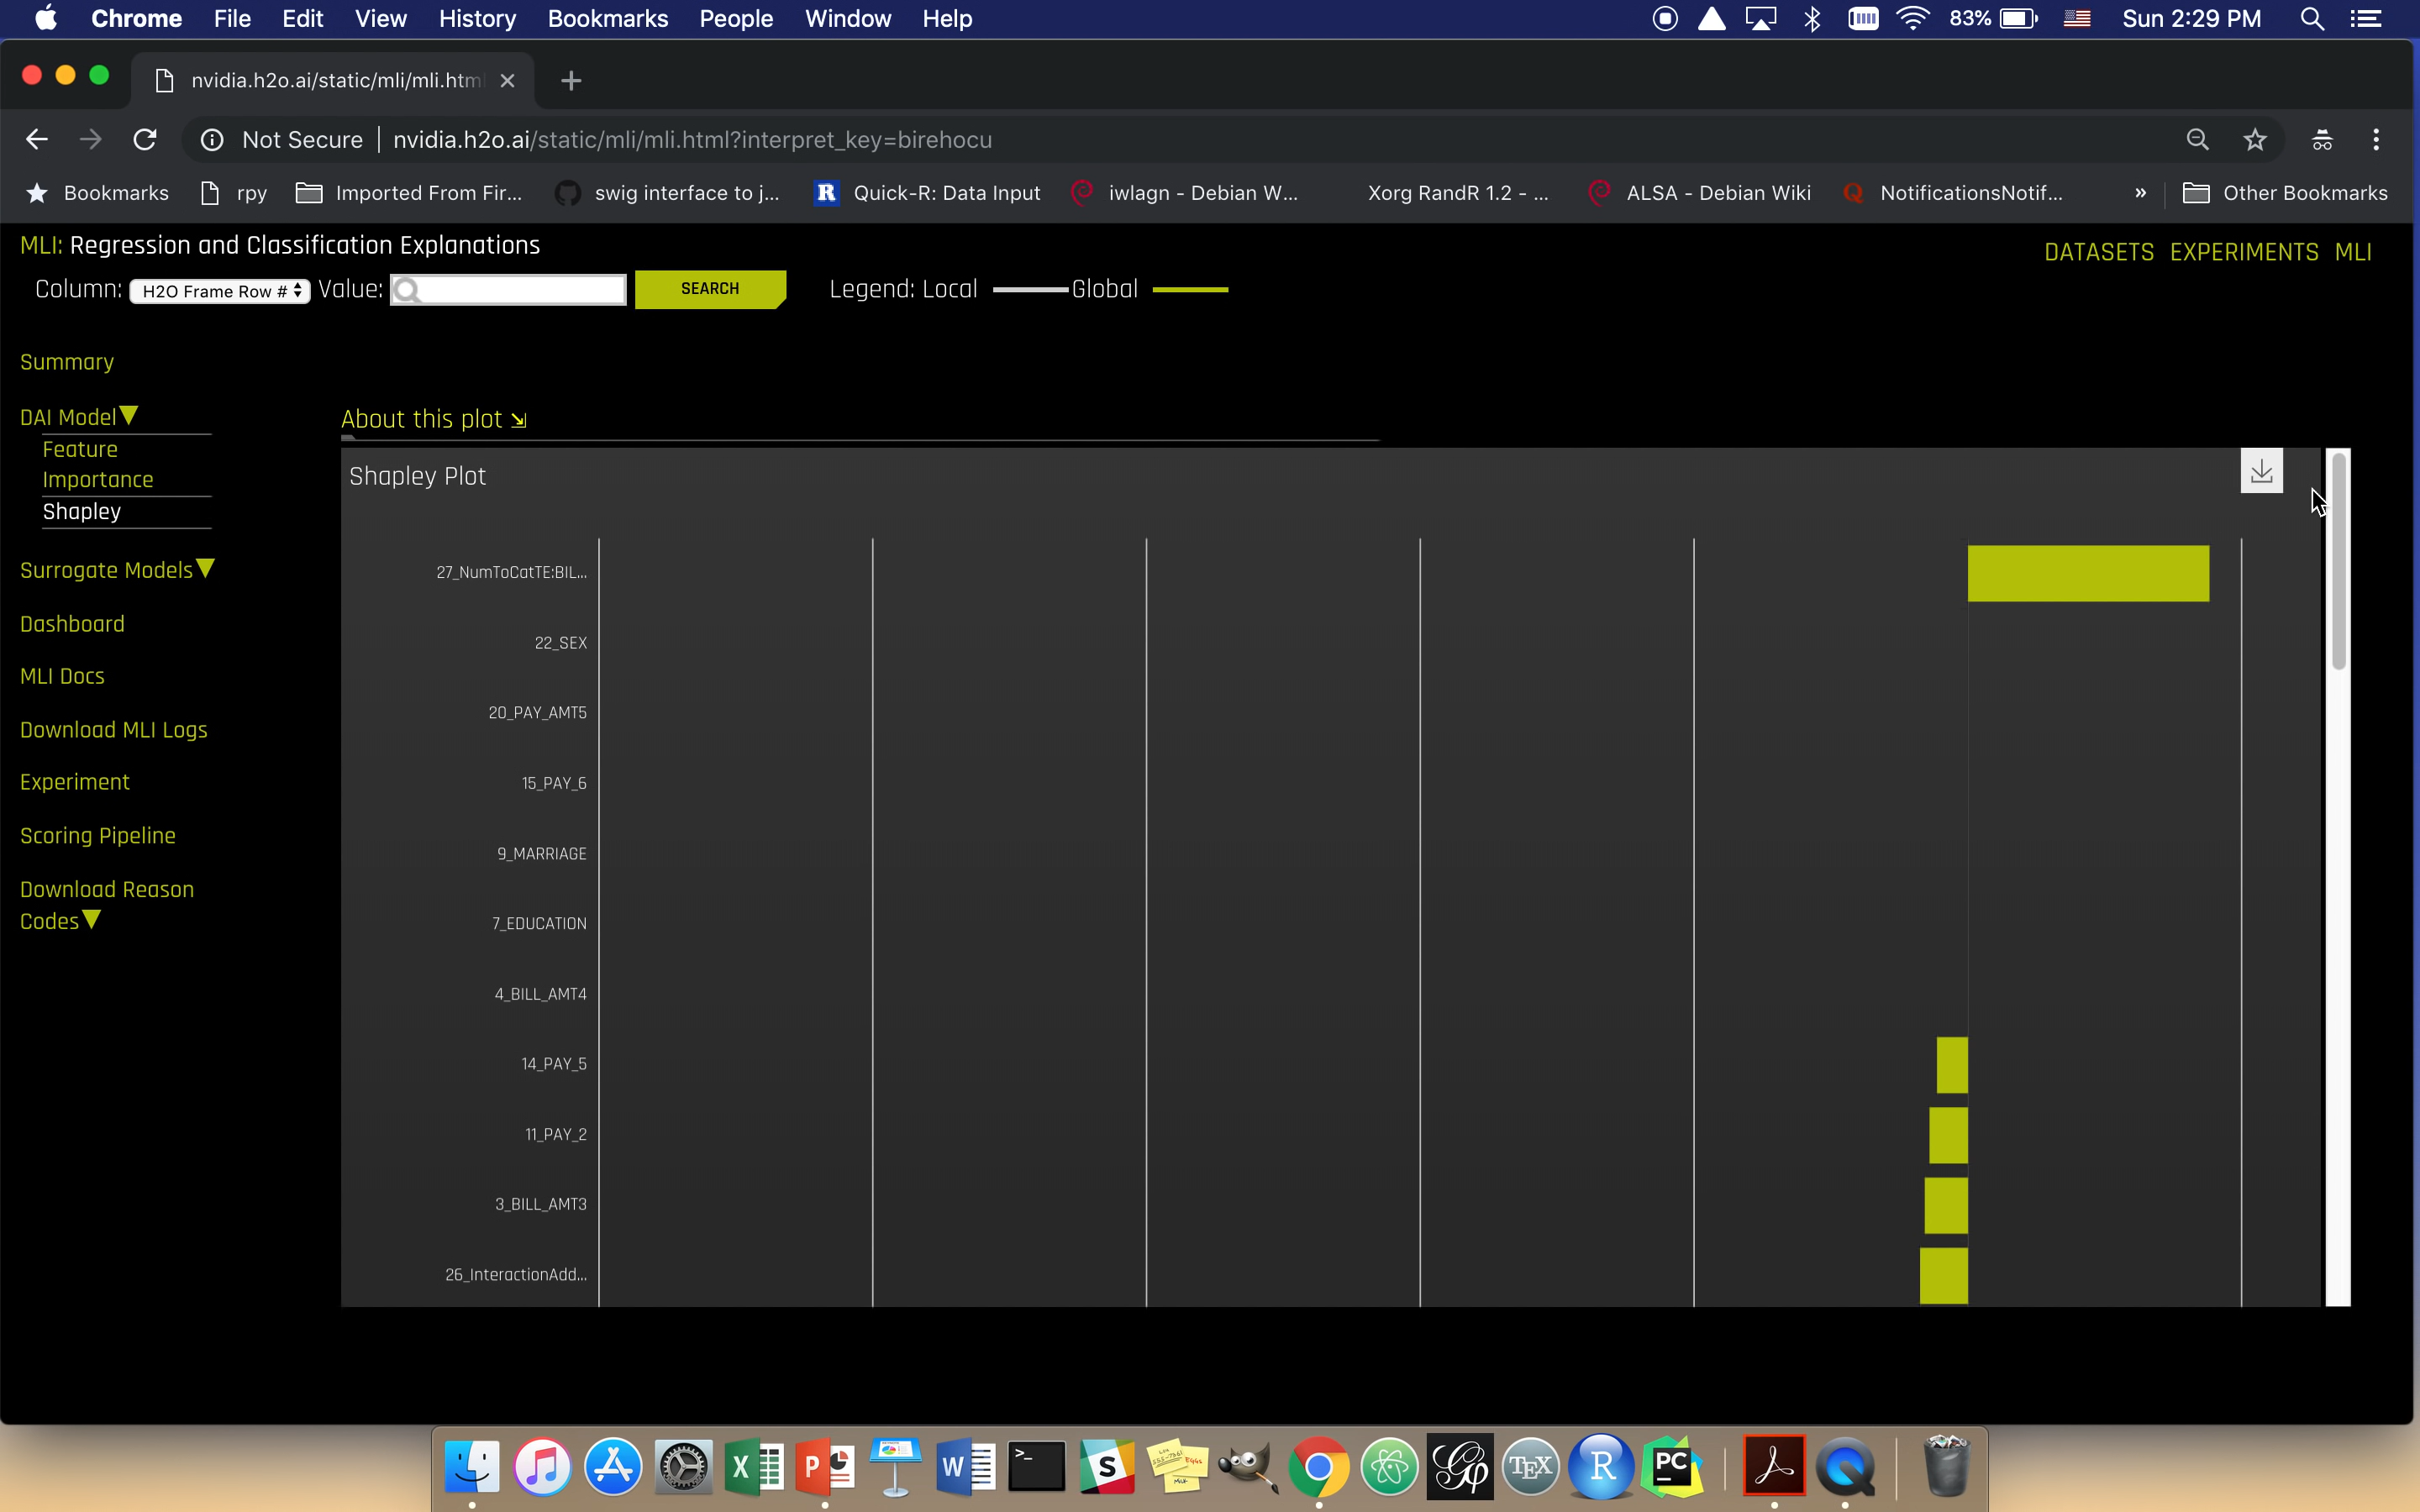 Chrome File Edit View History Bookmarks People Window Help 83% Sun 2:29 PM
nvidia.h2o.ai/static/mli/mli.htm
Not Secure | nvidia.h2o.ai/static/mli/mli.html?interpret_key=birehocu
Bookmarks rpy Imported From Fir... swig interface to j... R Quick-R: Data Input iwlagn - Debian W... Xorg RandR 1.2 - ... ALSA - Debian Wiki NotificationsNotif... » Other Bookmarks
MLI: Regression and Classification Explanations
DATASETS EXPERIMENTS MLI
Column: H2O Frame Row # Value: SEARCH Legend: Local Global
Summary
DAI Model
Feature
Importance
Shapley
Surrogate Models
Dashboard
MLI Docs
Download MLI Logs
Experiment
Scoring Pipeline
Download Reason
Codes
About this plot
Shapley Plot
27_NumToCatTE:BIL...
22_SEX
20_PAY_AMT5
15_PAY_6
9_MARRIAGE
7_EDUCATION
4_BILL_AMT4
14_PAY_5
11_PAY_2
3_BILL_AMT3
26_InteractionAdd...
X P W >_ S TEX R PC